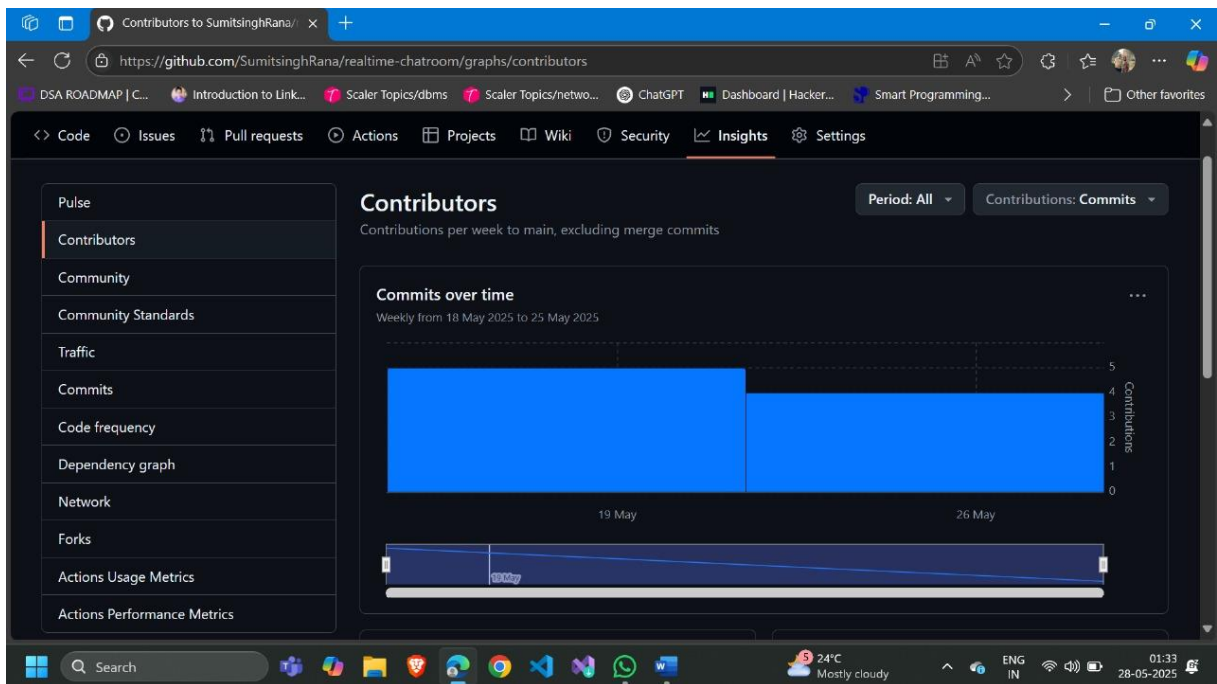 Contributors to SumitsinghRana/
https://github.com/SumitsinghRana/realtime-chatroom/graphs/contributors
DSA ROADMAP | C... Introduction to Link... Scaler Topics/dbms Scaler Topics/netwo... ChatGPT Dashboard | Hacker... Smart Programming... Other favorites
Code Issues Pull requests Actions Projects Wiki Security Insights Settings
Pulse
Contributors
Community
Community Standards
Traffic
Commits
Code frequency
Dependency graph
Network
Forks
Actions Usage Metrics
Actions Performance Metrics
Contributors
Period: All Contributions: Commits
Contributions per week to main, excluding merge commits
Commits over time
Weekly from 18 May 2025 to 25 May 2025
5
4
3
2
1
0
Contributions
19 May 26 May
19 May
Search
5
24°C
Mostly cloudy
ENG
IN
01:33
28-05-2025